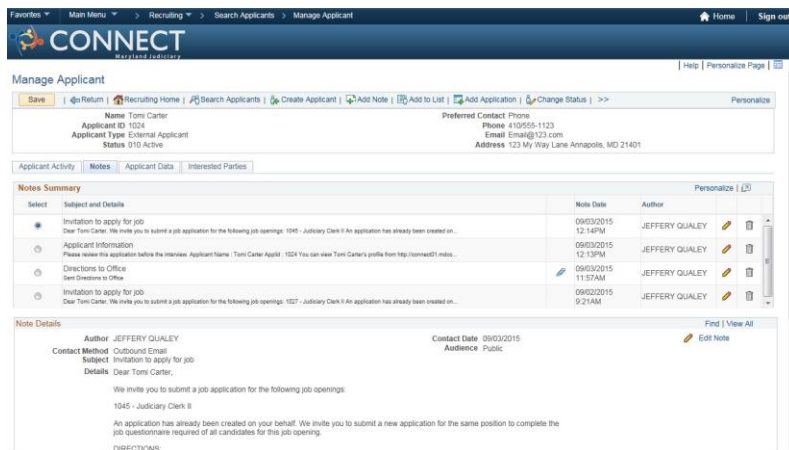 Favorites Main Menu > Recruiting > Search Applicants > Manage Applicant Home Sign out
CONNECT
Maryland Judiciary
Help | Personalize Page |
Manage Applicant
Save | Return | Recruiting Home | Search Applicants | Create Applicant | Add Note | Add to List | Add Application | Change Status | >> Personalize
Name Tomi Carter Preferred Contact Phone
Applicant ID 1024 Phone 410/555-1123
Applicant Type External Applicant Email Email@123.com
Status 010 Active Address 123 My Way Lane Annapolis, MD 21401
Applicant Activity Notes Applicant Data Interested Parties
Notes Summary Personalize |
Select Subject and Details Note Date Author
Invitation to apply for job 09/03/2015
Dear Tomi Carter, We invite you to submit a job application for the following job openings: 1045 - Judiciary Clerk II An application has already been created on... 12:14PM JEFFERY QUALEY
Applicant Information 09/03/2015
Please review this application before the interview. Applicant Name : Tomi Carter Applid : 1024 You can view Tomi Carter's profile from http://connect01.mdcs... 12:13PM JEFFERY QUALEY
Directions to Office 09/03/2015
Sent Directions to Office 11:57AM JEFFERY QUALEY
Invitation to apply for job 09/02/2015
Dear Tomi Carter, We invite you to submit a job application for the following job openings: 1027 - Judiciary Clerk II An application has already been created on... 9:21AM JEFFERY QUALEY
Note Details Find | View All
Author JEFFERY QUALEY Contact Date 09/03/2015 Edit Note
Contact Method Outbound Email Audience Public
Subject Invitation to apply for job
Details Dear Tomi Carter,
We invite you to submit a job application for the following job openings:
1045 - Judiciary Clerk II
An application has already been created on your behalf. We invite you to submit a new application for the same position to complete the
job questionnaire required of all candidates for this job opening.
DIRECTIONS: